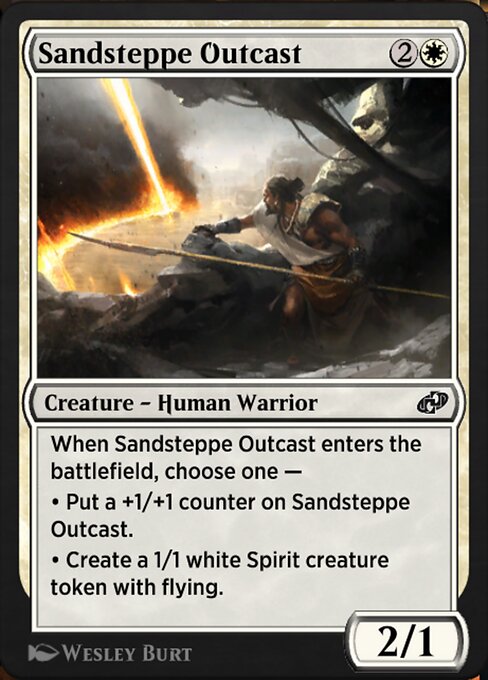 Sandsteppe Outcast 2
Creature – Human Warrior
When Sandsteppe Outcast enters the
battlefield, choose one —
• Put a +1/+1 counter on Sandsteppe
Outcast.
• Create a 1/1 white Spirit creature
token with flying.
2/1
Wesley Burt